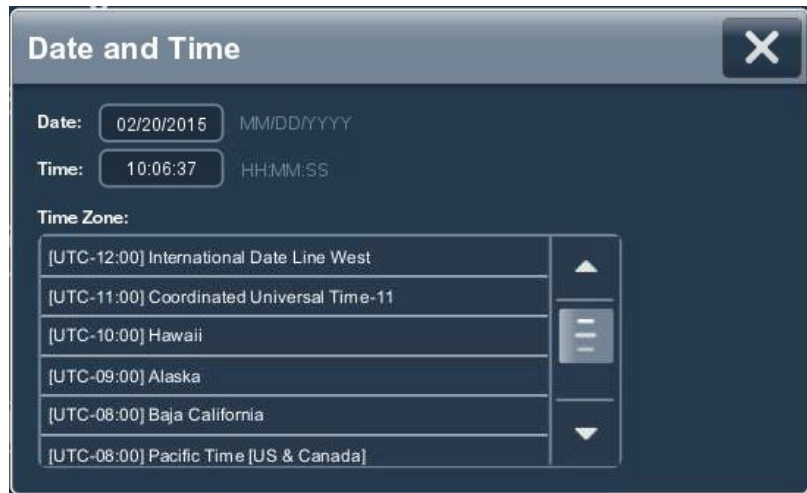 Date and Time
Date: 02/20/2015 MM/DD/YYYY
Time: 10:06:37 HH:MM:SS
Time Zone:
[UTC-12:00] International Date Line West
[UTC-11:00] Coordinated Universal Time-11
[UTC-10:00] Hawaii
[UTC-09:00] Alaska
[UTC-08:00] Baja California
[UTC-08:00] Pacific Time [US & Canada]